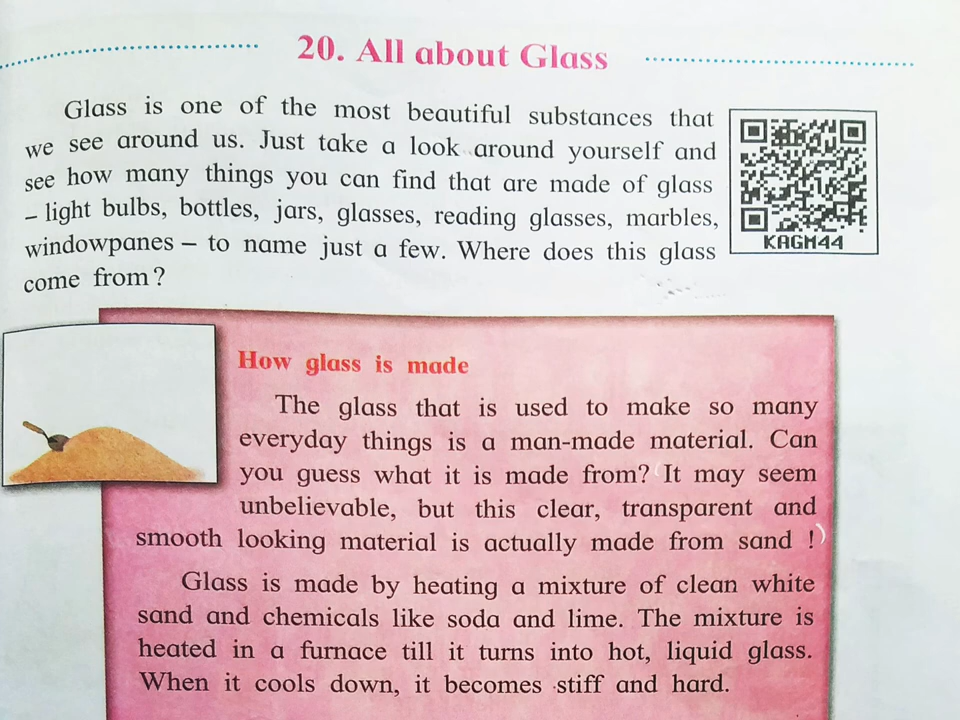 20. All about Glass
Glass is one of the most beautiful substances that
we see around us. Just take a look around yourself and
see how many things you can find that are made of glass
– light bulbs, bottles, jars, glasses, reading glasses, marbles,
windowpanes – to name just a few. Where does this glass
come from?
KAGM44
How glass is made
The glass that is used to make so many
everyday things is a man-made material. Can
you guess what it is made from? It may seem
unbelievable, but this clear, transparent and
smooth looking material is actually made from sand !
Glass is made by heating a mixture of clean white
sand and chemicals like soda and lime. The mixture is
heated in a furnace till it turns into hot, liquid glass.
When it cools down, it becomes stiff and hard.